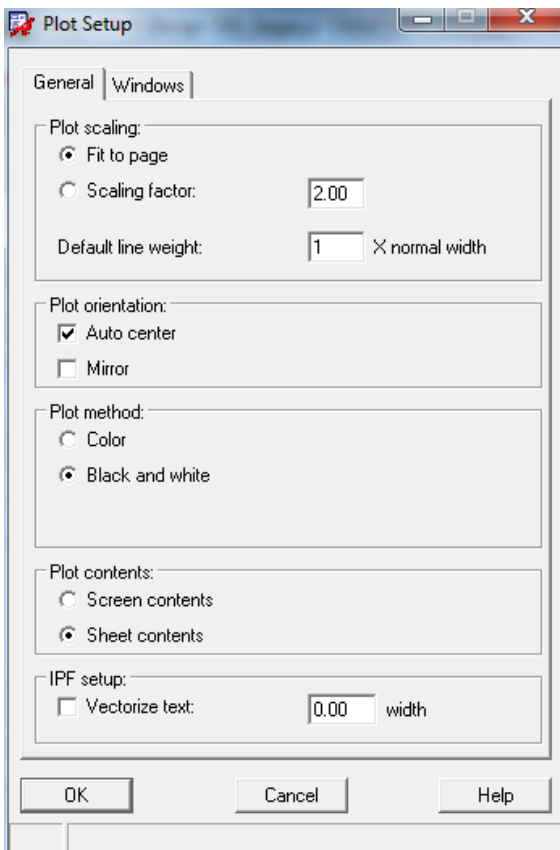 Plot Setup
General Windows
Plot scaling:
Fit to page
Scaling factor: 2.00
Default line weight: 1 X normal width
Plot orientation:
Auto center
Mirror
Plot method:
Color
Black and white
Plot contents:
Screen contents
Sheet contents
IPF setup:
Vectorize text: 0.00 width
OK Cancel Help